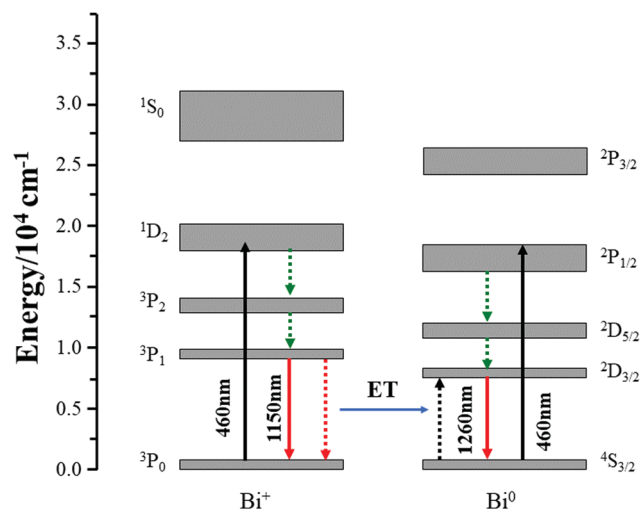 Energy/10⁴ cm⁻¹
3.5
3.0
2.5
2.0
1.5
1.0
0.5
0.0
¹S₀
¹D₂
³P₂
³P₁
³P₀
460nm
1150nm
Bi⁺
ET
²P₃/₂
²P₁/₂
²D₅/₂
²D₃/₂
⁴S₃/₂
1260nm
460nm
Bi⁰